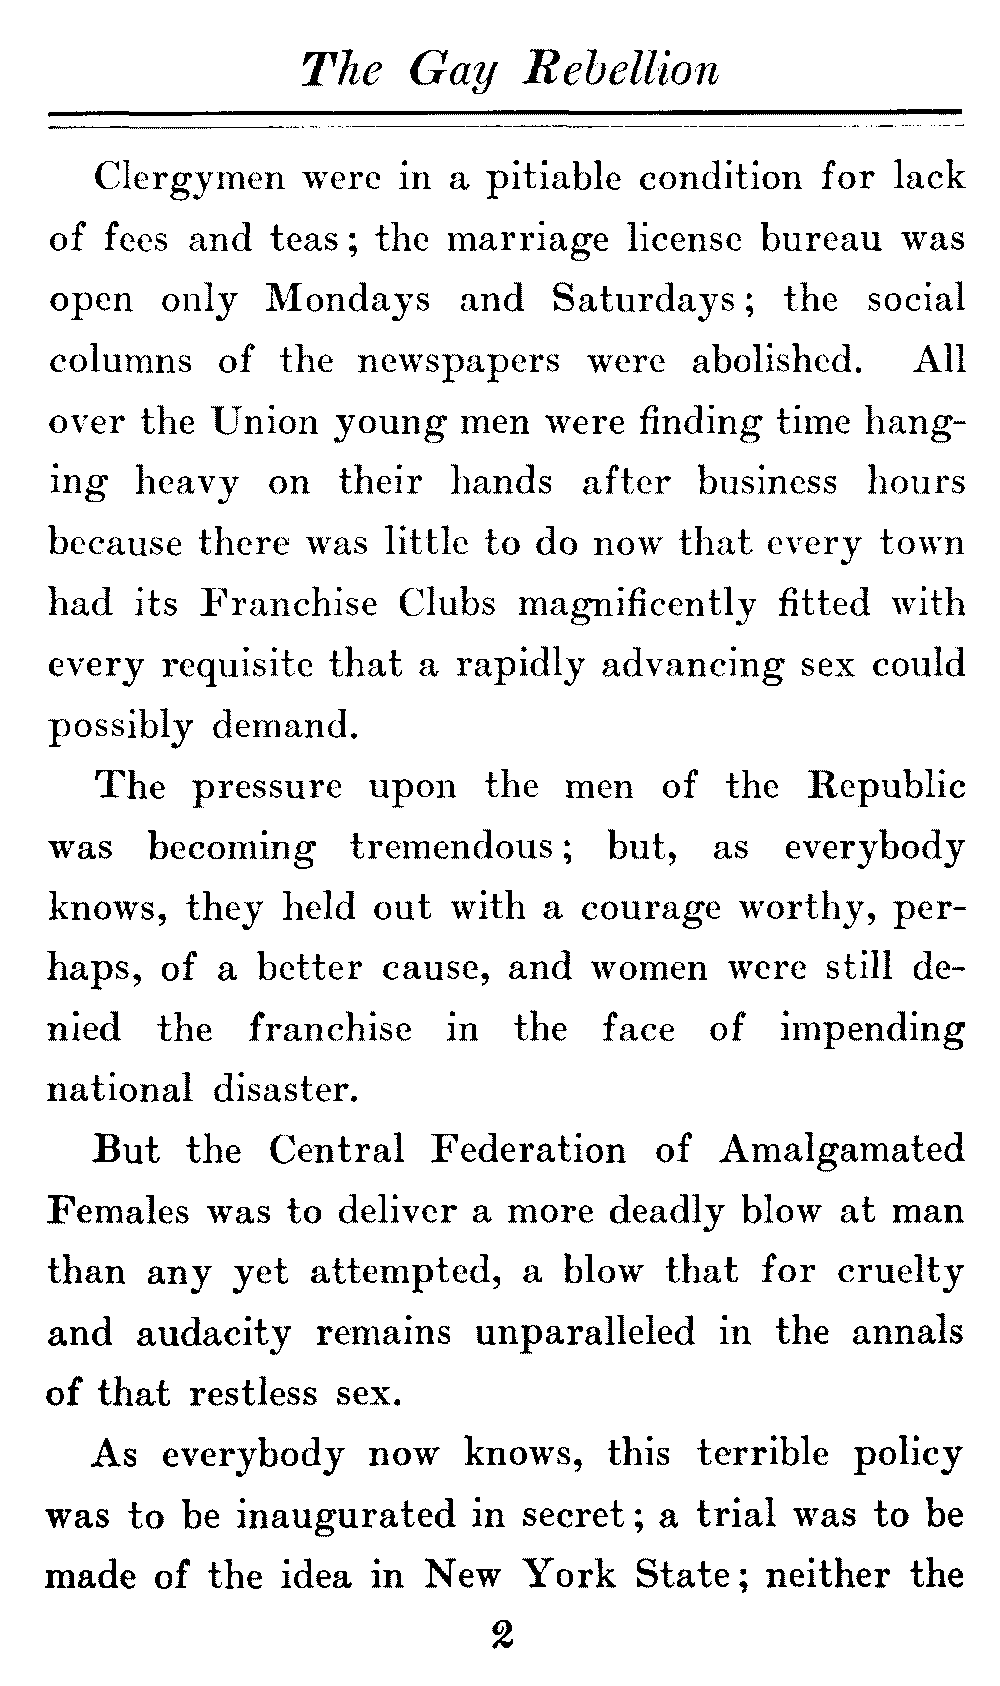 The Gay Rebellion
Clergymen were in a pitiable condition for lack
of fees and teas; the marriage license bureau was
open only Mondays and Saturdays; the social
columns of the newspapers were abolished. All
over the Union young men were finding time hang-
ing heavy on their hands after business hours
because there was little to do now that every town
had its Franchise Clubs magnificently fitted with
every requisite that a rapidly advancing sex could
possibly demand.
The pressure upon the men of the Republic
was becoming tremendous; but, as everybody
knows, they held out with a courage worthy, per-
haps, of a better cause, and women were still de-
nied the franchise in the face of impending
national disaster.
But the Central Federation of Amalgamated
Females was to deliver a more deadly blow at man
than any yet attempted, a blow that for cruelty
and audacity remains unparalleled in the annals
of that restless sex.
As everybody now knows, this terrible policy
was to be inaugurated in secret; a trial was to be
made of the idea in New York State; neither the
2